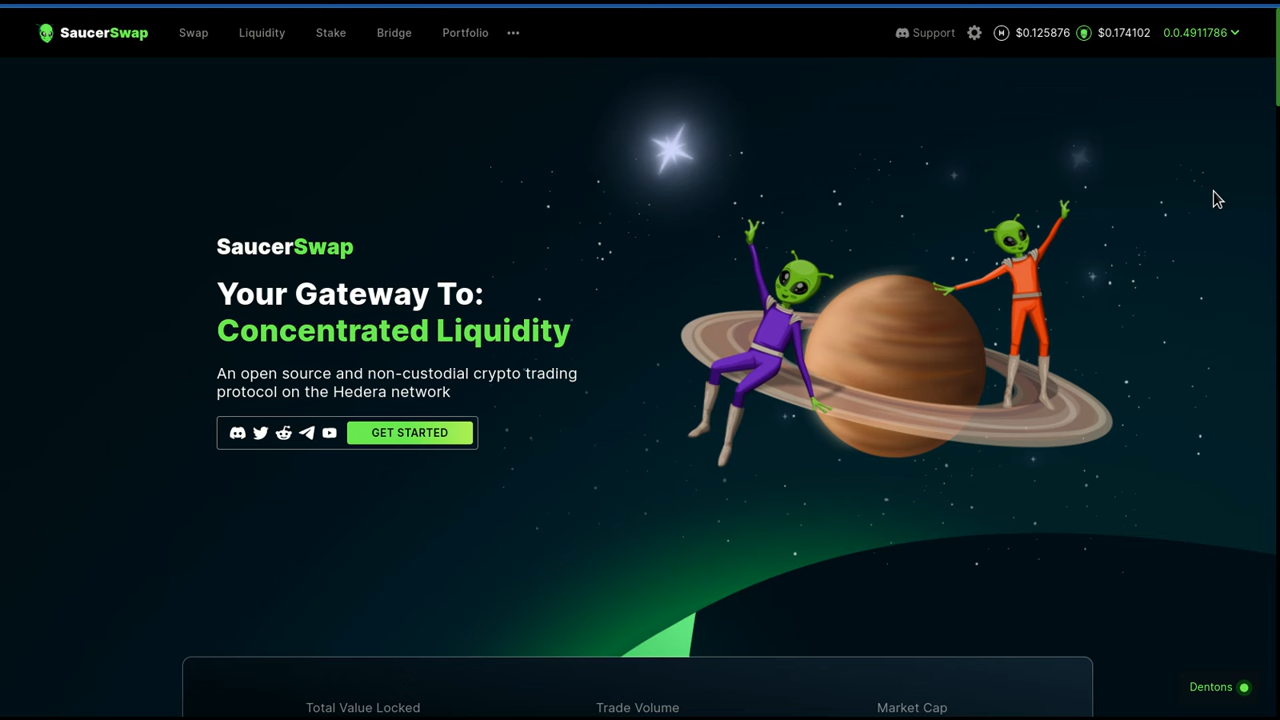 SaucerSwap Swap Liquidity Stake Bridge Portfolio ••• Support $0.125876 $0.174102 0.0.4911786
SaucerSwap
Your Gateway To:
Concentrated Liquidity
An open source and non-custodial crypto trading
protocol on the Hedera network
GET STARTED
Dentons
Total Value Locked Trade Volume Market Cap